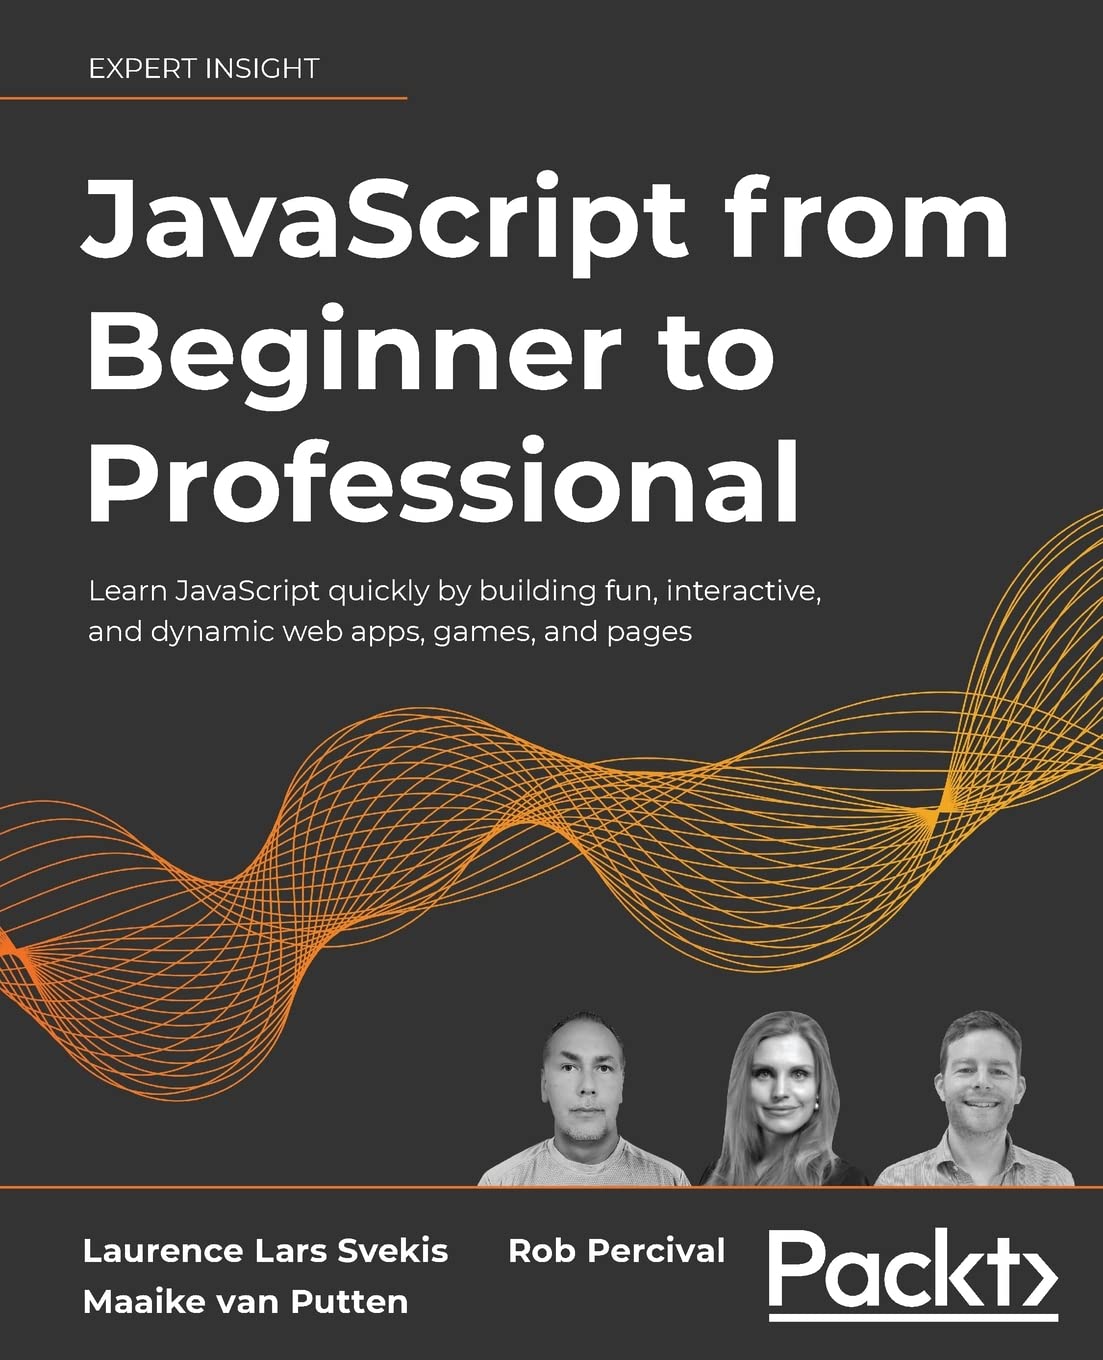 EXPERT INSIGHT
JavaScript from
Beginner to
Professional
Learn JavaScript quickly by building fun, interactive,
and dynamic web apps, games, and pages
Laurence Lars Svekis
Maaike van Putten
Rob Percival
Packt